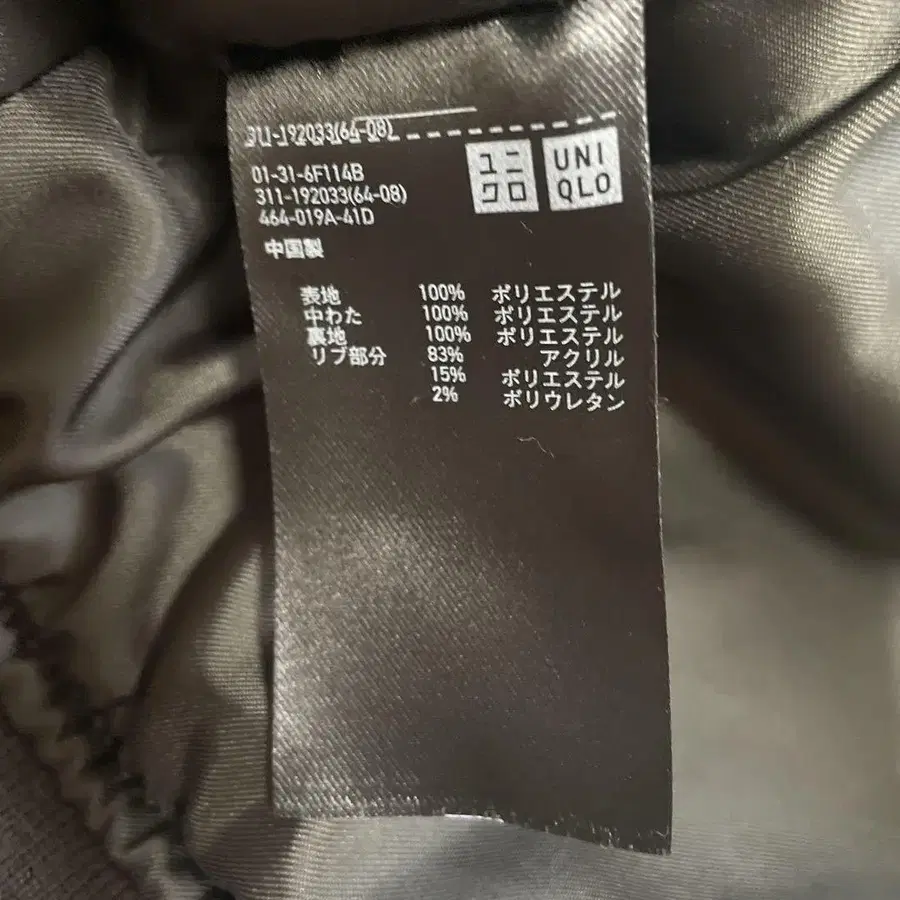 311-192033(64-08)
ユニ
クロ
UNI
QLO
01-31-6F114B
311-192033(64-08)
464-019A-41D
中国製
表地 100% ポリエステル
中わた 100% ポリエステル
裏地 100% ポリエステル
リブ部分 83% アクリル
15% ポリエステル
2% ポリウレタン